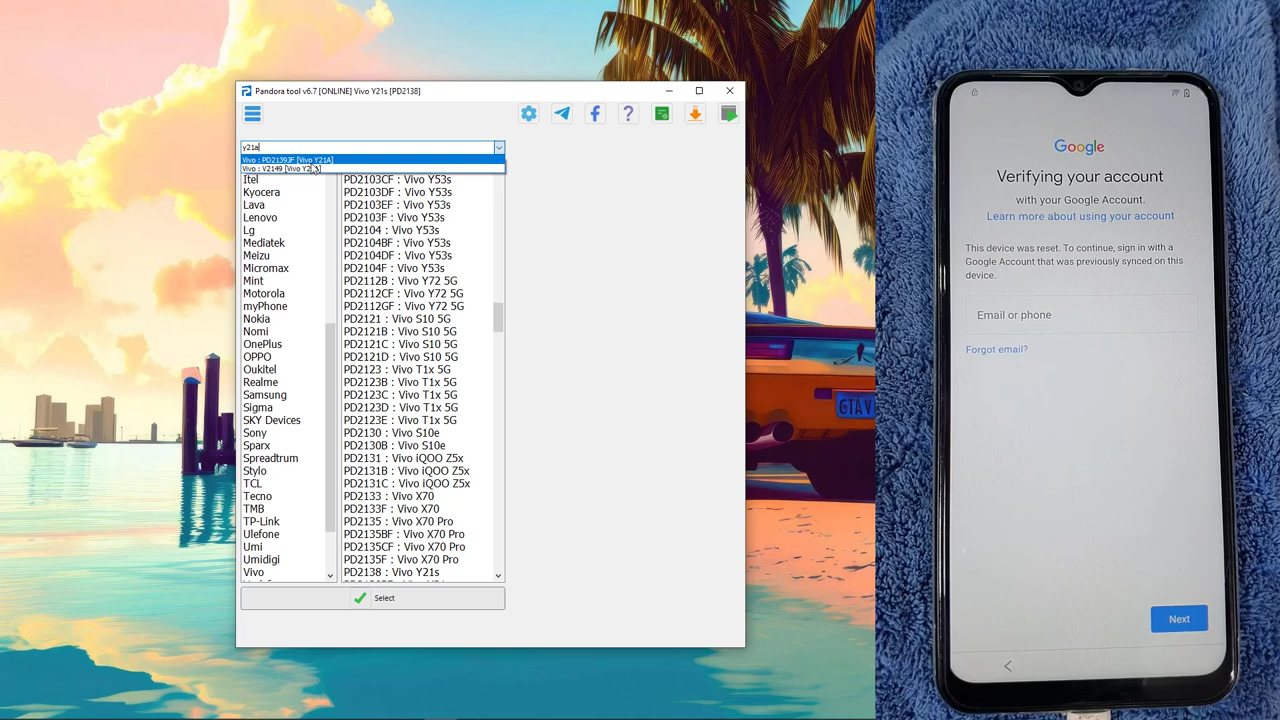 Pandora tool v6.7 [ONLINE] Vivo Y21s [PD2138]
y21a
Vivo : PD2139JF [Vivo Y21A]
Vivo : V2149 [Vivo
Itel
Kyocera
Lava
Lenovo
Lg
Mediatek
Meizu
Micromax
Mint
Motorola
myPhone
Nokia
Nomi
OnePlus
OPPO
Oukitel
Realme
Samsung
Sigma
SKY Devices
Sony
Sparx
Spreadtrum
Stylo
TCL
Tecno
TMB
TP-Link
Ulefone
Umi
Umidigi
Vivo
PD2103CF : Vivo Y53s
PD2103DF : Vivo Y53s
PD2103EF : Vivo Y53s
PD2103F : Vivo Y53s
PD2104 : Vivo Y53s
PD2104BF : Vivo Y53s
PD2104DF : Vivo Y53s
PD2104F : Vivo Y53s
PD2112B : Vivo Y72 5G
PD2112CF : Vivo Y72 5G
PD2112GF : Vivo Y72 5G
PD2121 : Vivo S10 5G
PD2121B : Vivo S10 5G
PD2121C : Vivo S10 5G
PD2121D : Vivo S10 5G
PD2123 : Vivo T1x 5G
PD2123B : Vivo T1x 5G
PD2123C : Vivo T1x 5G
PD2123D : Vivo T1x 5G
PD2123E : Vivo T1x 5G
PD2130 : Vivo S10e
PD2130B : Vivo S10e
PD2131 : Vivo iQOO Z5x
PD2131B : Vivo iQOO Z5x
PD2131C : Vivo iQOO Z5x
PD2133 : Vivo X70
PD2133F : Vivo X70
PD2135 : Vivo X70 Pro
PD2135BF : Vivo X70 Pro
PD2135CF : Vivo X70 Pro
PD2135F : Vivo X70 Pro
PD2138 : Vivo Y21s
Select
GTAV
Google
Verifying your account
with your Google Account.
Learn more about using your account
This device was reset. To continue, sign in with a
Google Account that was previously synced on this
device.
Email or phone
Forgot email?
Next